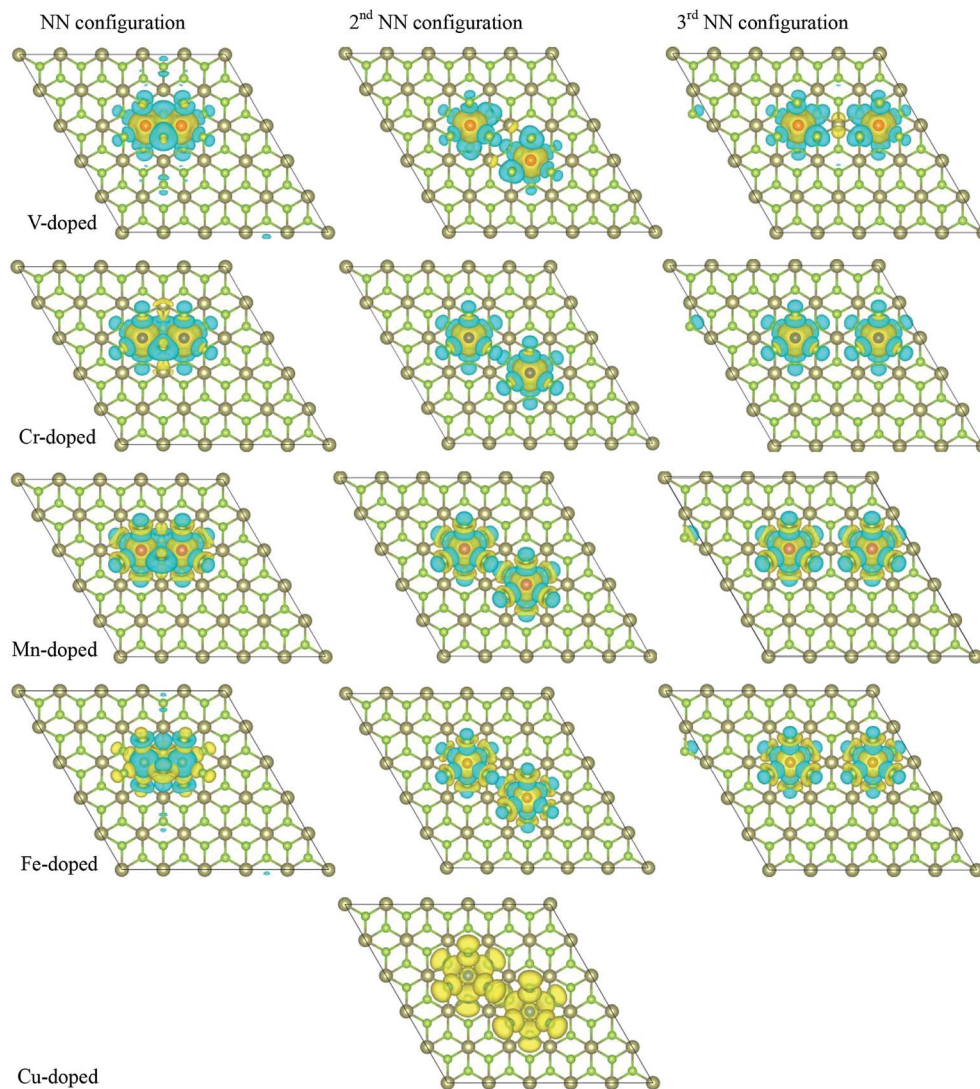 NN configuration
2nd NN configuration
3rd NN configuration
V-doped
Cr-doped
Mn-doped
Fe-doped
Cu-doped